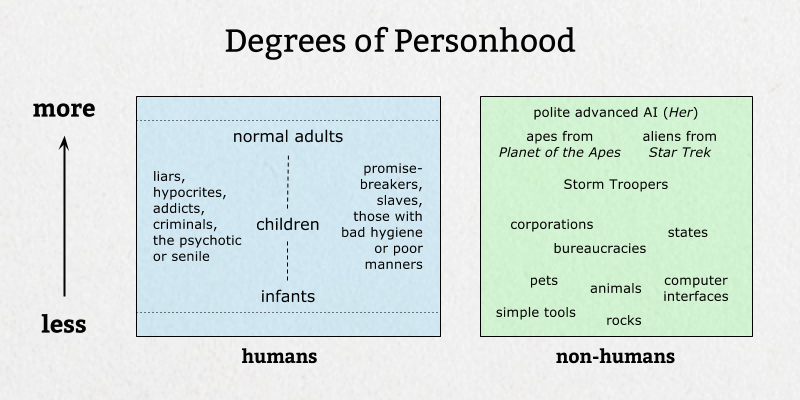 Degrees of Personhood
more
less
normal adults
liars,
hypocrites,
addicts,
criminals,
the psychotic
or senile
children
promise-
breakers,
slaves,
those with
bad hygiene
or poor
manners
infants
humans
polite advanced AI (Her)
apes from
Planet of the Apes
aliens from
Star Trek
Storm Troopers
corporations
states
bureaucracies
pets
animals
computer
interfaces
simple tools
rocks
non-humans